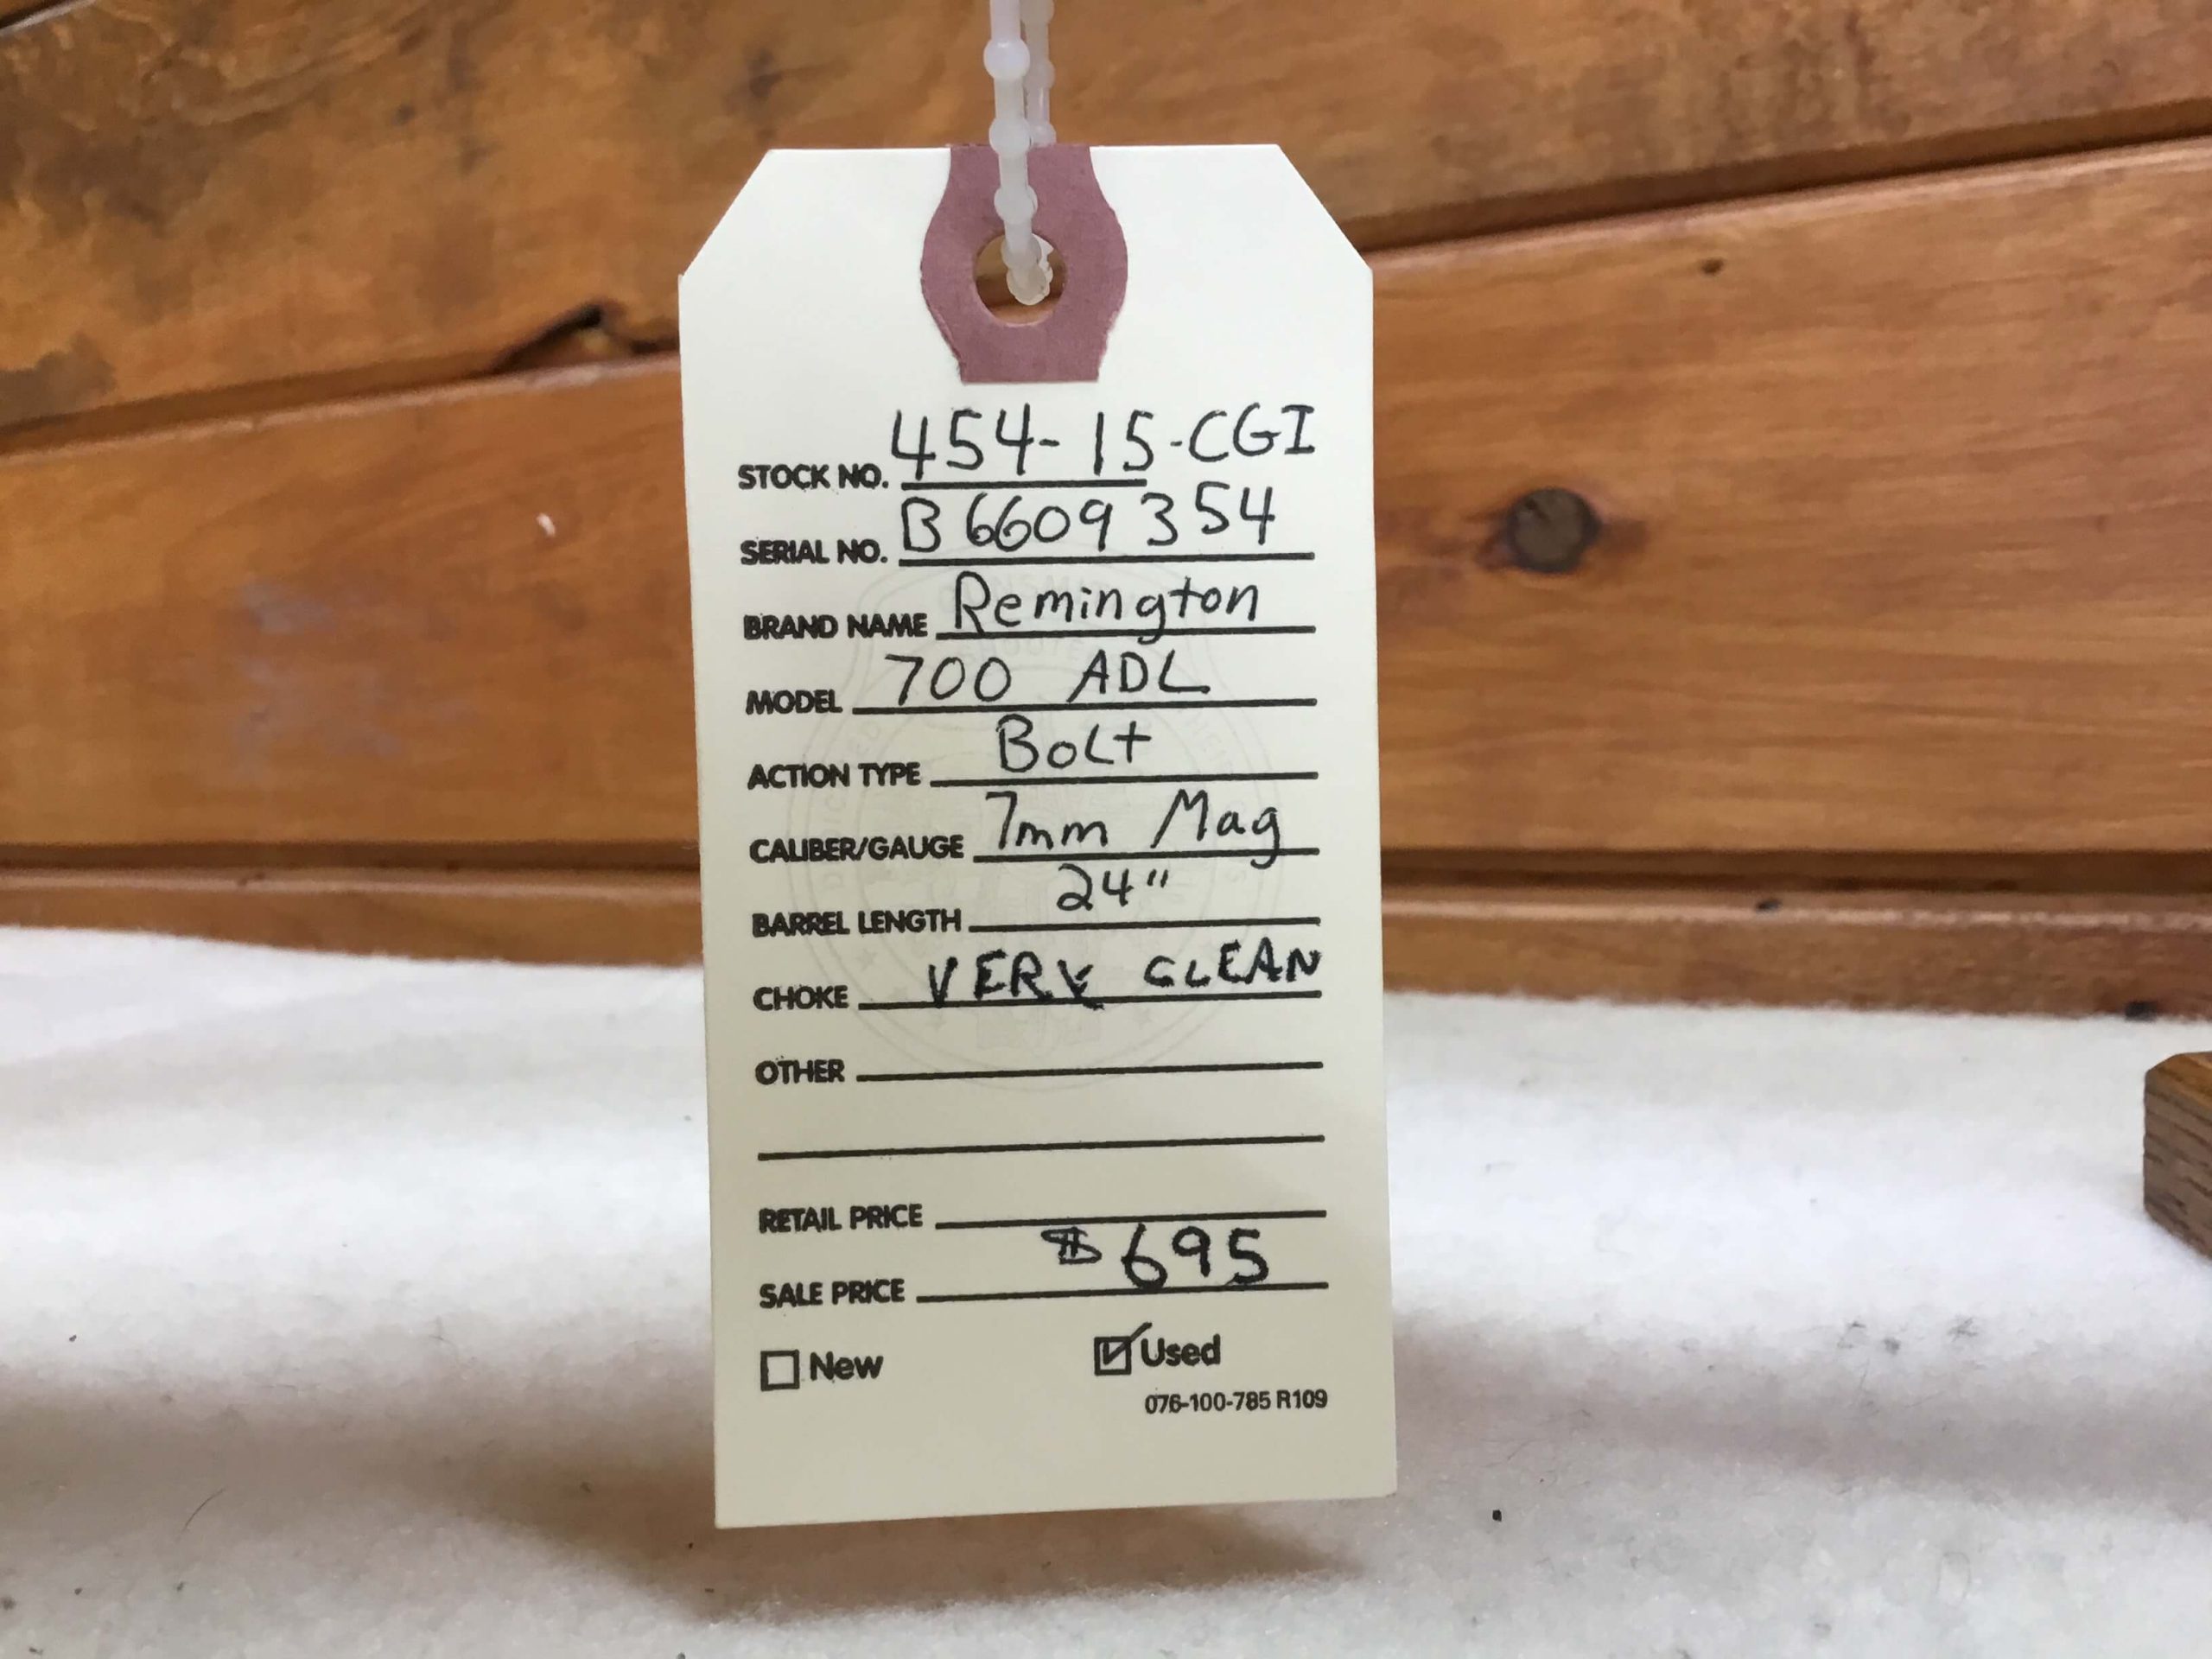 STOCK NO. 454-15-CGI
SERIAL NO. B6609354
BRAND NAME Remington
MODEL 700 ADL
ACTION TYPE Bolt
CALIBER/GAUGE 7mm Mag
BARREL LENGTH 24"
CHOKE VERY CLEAN
OTHER
RETAIL PRICE
SALE PRICE $695
New Used
076-100-785 R109